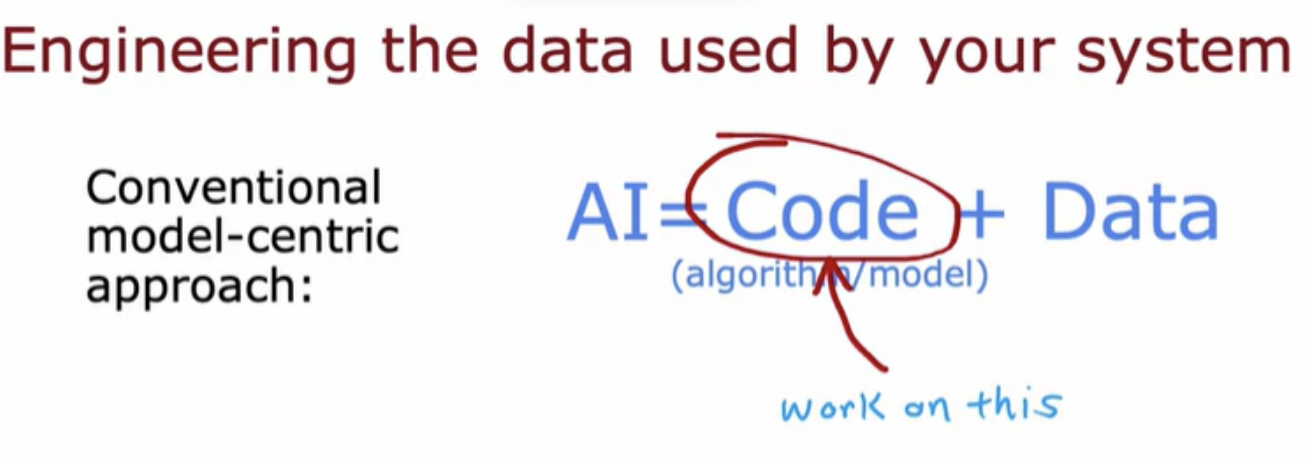 Engineering the data used by your system
Conventional
model-centric
approach:
AI= Code + Data
(algorithm/model)
work on this